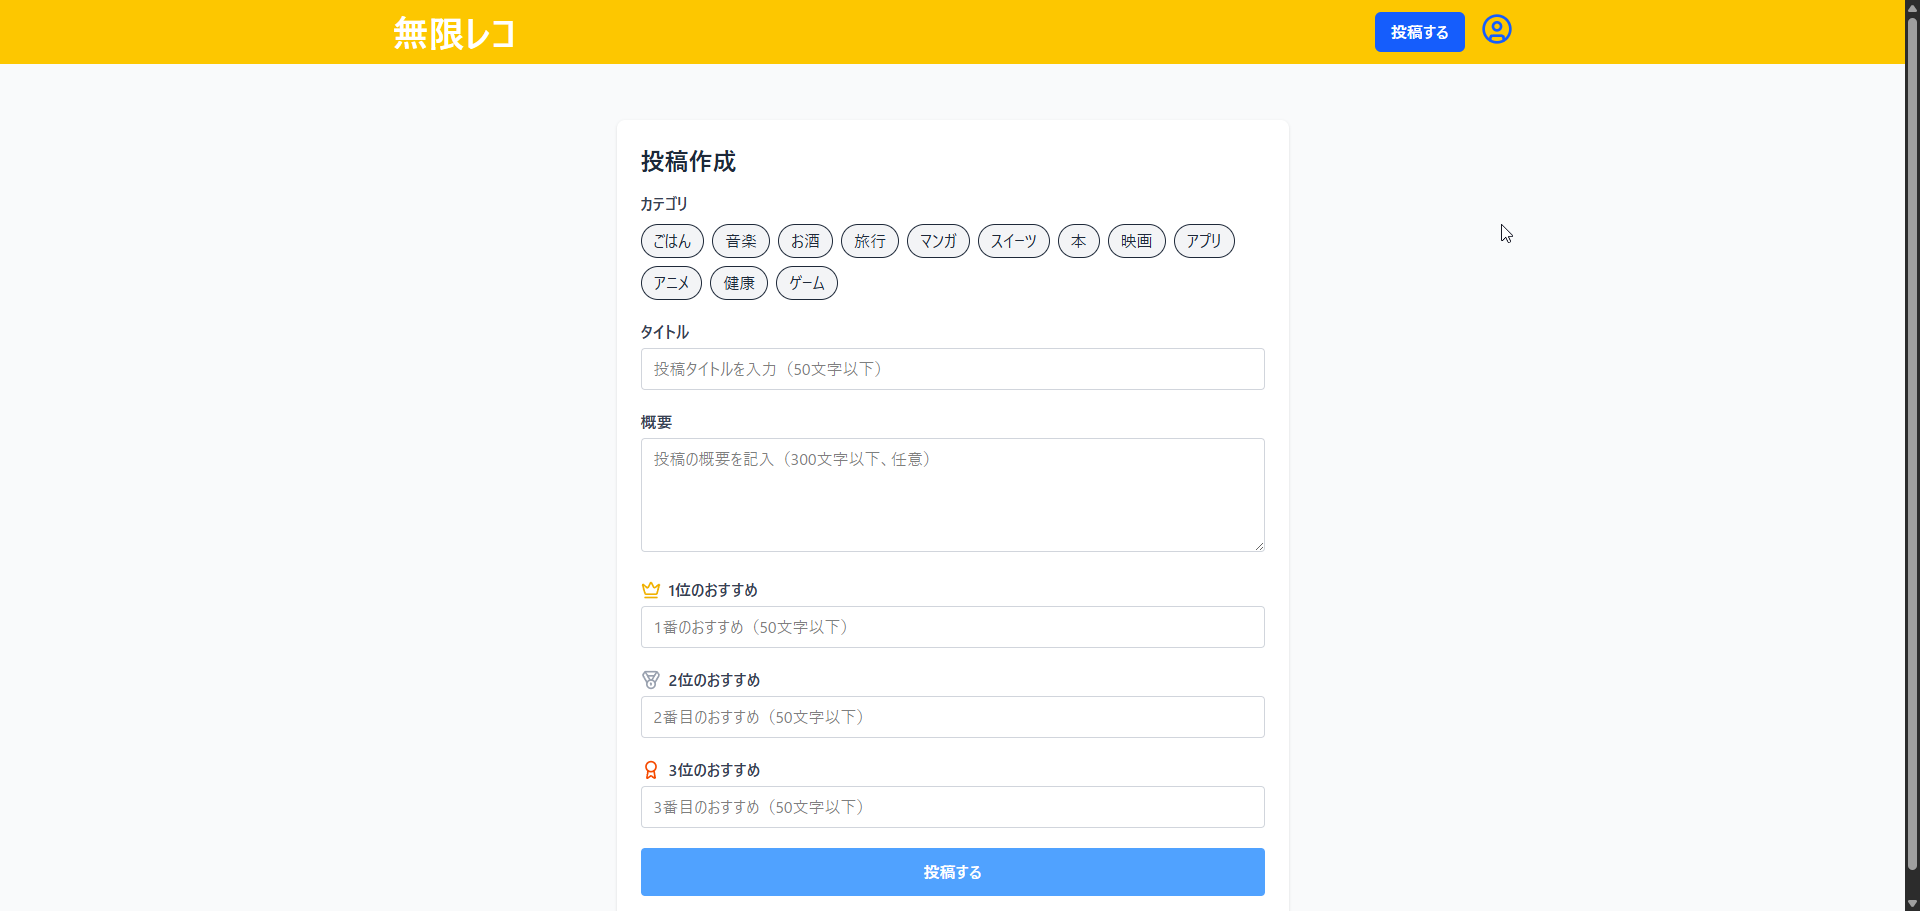 無限レコ
投稿する
投稿作成
カテゴリ
ごはん 音楽 お酒 旅行 マンガ スイーツ 本 映画 アプリ
アニメ 健康 ゲーム
タイトル
投稿タイトルを入力（50文字以下）
概要
投稿の概要を記入（300文字以下、任意）
1位のおすすめ
1番のおすすめ（50文字以下）
2位のおすすめ
2番目のおすすめ（50文字以下）
3位のおすすめ
3番目のおすすめ（50文字以下）
投稿する